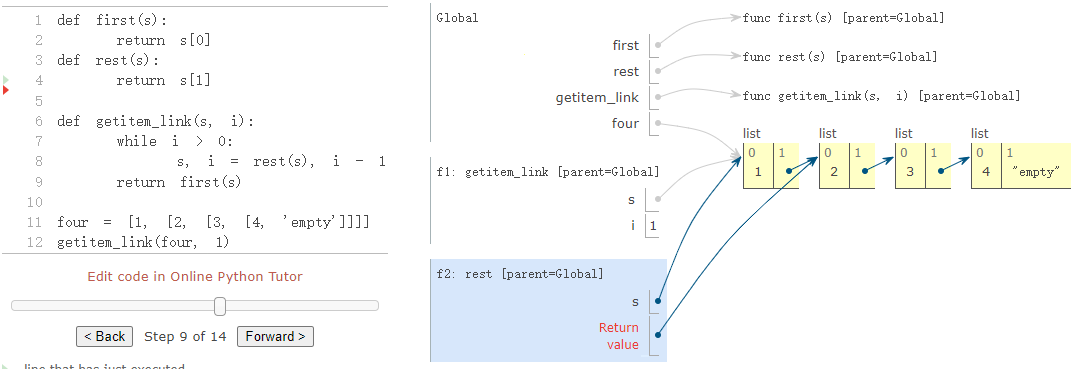 1 def first(s):
2 return s[0]
3 def rest(s):
4 return s[1]
5
6 def getitem_link(s, i):
7 while i > 0:
8 s, i = rest(s), i - 1
9 return first(s)
10
11 four = [1, [2, [3, [4, 'empty']]]]
12 getitem_link(four, 1)
Edit code in Online Python Tutor
< Back Step 9 of 14 Forward >
line that has just executed
Global
first
rest
getitem_link
four
func first(s) [parent=Global]
func rest(s) [parent=Global]
func getitem_link(s, i) [parent=Global]
list list list list
0 1 0 1 0 1 0 1
1 2 3 4 "empty"
f1: getitem_link [parent=Global]
s
i 1
f2: rest [parent=Global]
s
Return
value